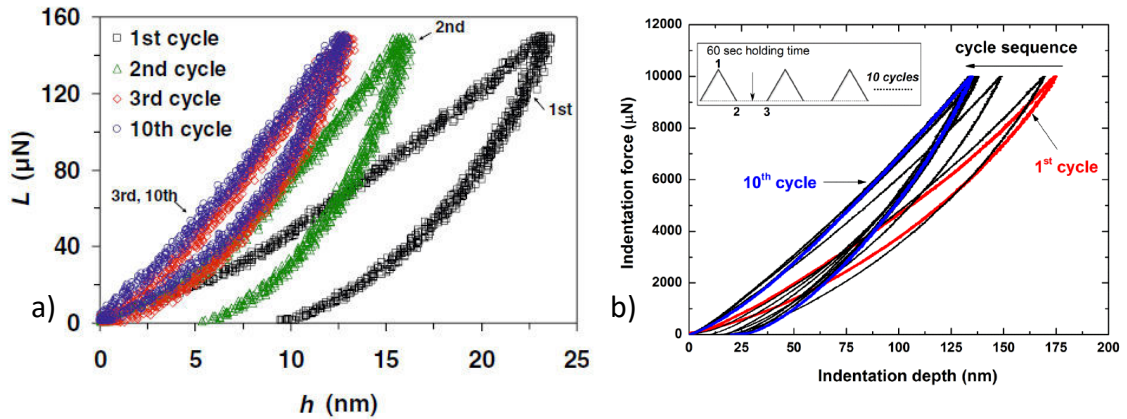 a)
160
120
80
40
0
L (μN)
□ 1st cycle
△ 2nd cycle
◇ 3rd cycle
○ 10th cycle
2nd
1st
3rd, 10th
0
5
10
15
20
25
h (nm)
b)
12000
10000
8000
6000
4000
2000
0
Indentation force (μN)
60 sec holding time
1
2
3
10 cycles
cycle sequence
10th cycle
1st cycle
0
25
50
75
100
125
150
175
200
Indentation depth (nm)